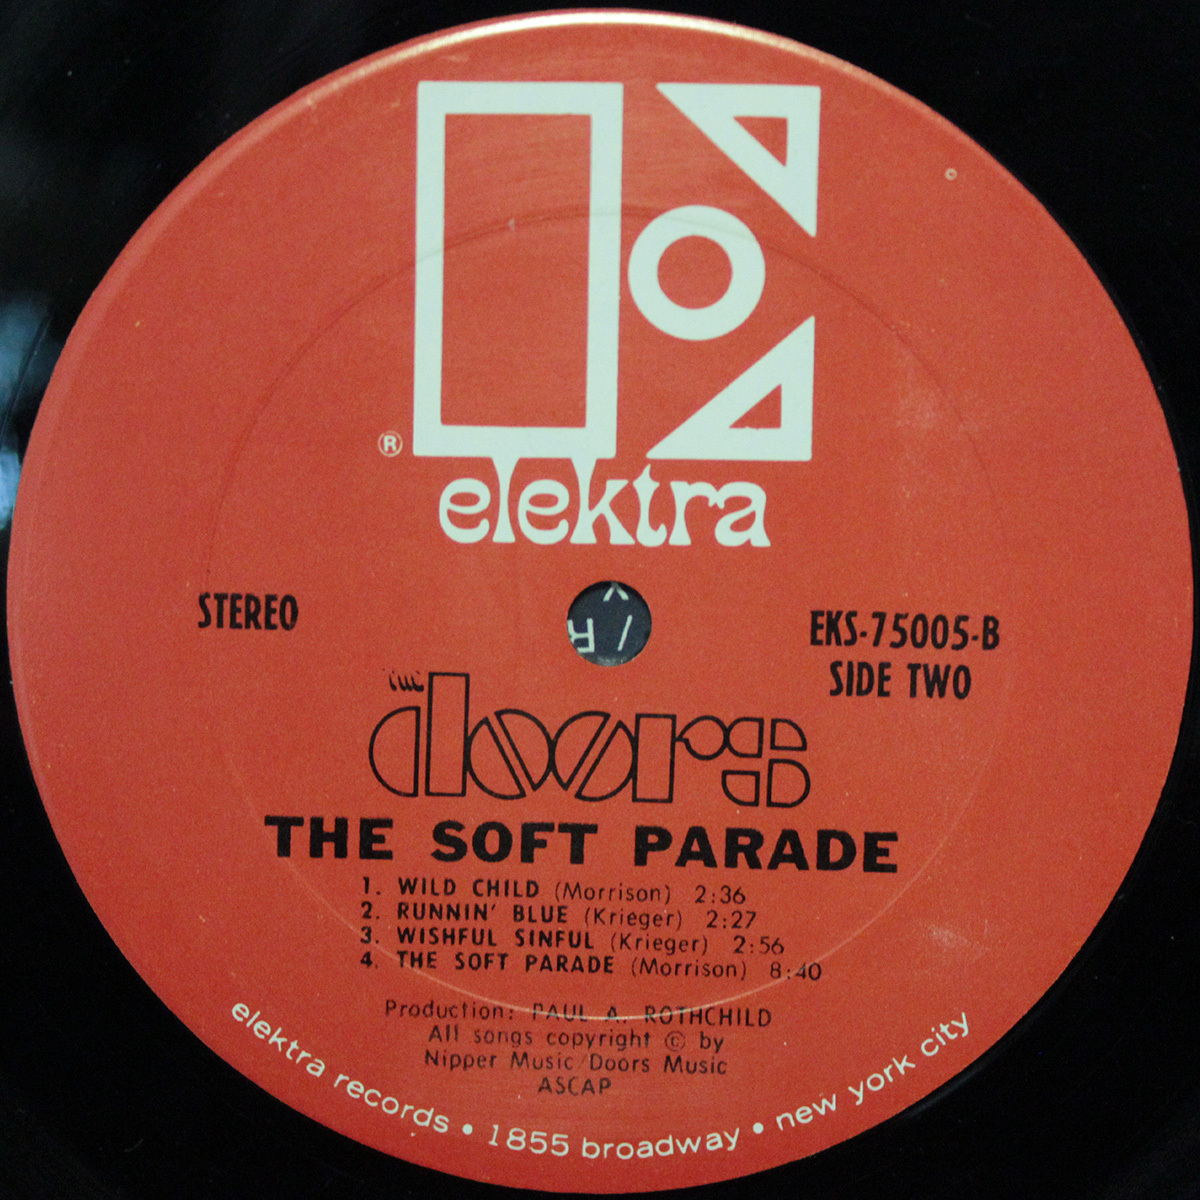 ®
elektra
STEREO
EKS-75005-B
SIDE TWO
THE
doors
THE SOFT PARADE
1. WILD CHILD (Morrison) 2:36
2. RUNNIN' BLUE (Krieger) 2:27
3. WISHFUL SINFUL (Krieger) 2:56
4. THE SOFT PARADE (Morrison) 8:40
Production: PAUL A. ROTHCHILD
All songs copyright © by
Nipper Music/Doors Music
ASCAP
elektra records • 1855 broadway • new york city